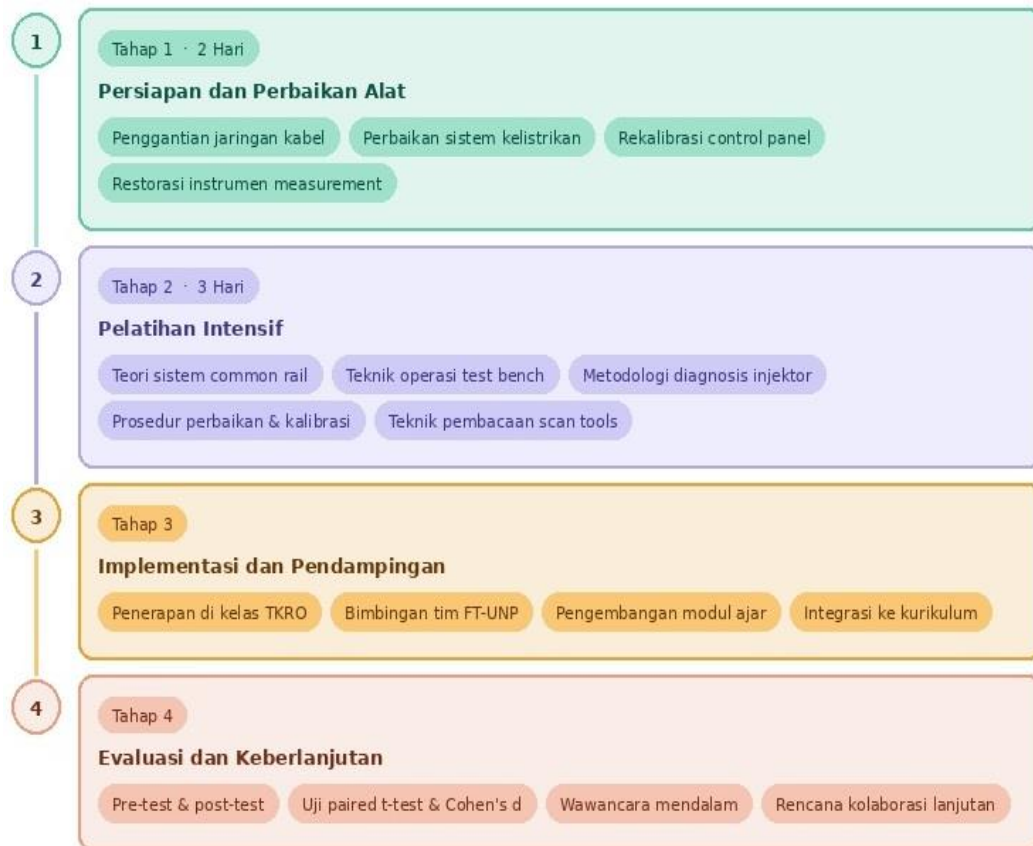 1
Tahap 1 · 2 Hari
Persiapan dan Perbaikan Alat
Penggantian jaringan kabel Perbaikan sistem kelistrikan Rekalibrasi control panel
Restorasi instrumen measurement
2
Tahap 2 · 3 Hari
Pelatihan Intensif
Teori sistem common rail Teknik operasi test bench Metodologi diagnosis injektor
Prosedur perbaikan & kalibrasi Teknik pembacaan scan tools
3
Tahap 3
Implementasi dan Pendampingan
Penerapan di kelas TKRO Bimbingan tim FT-UNP Pengembangan modul ajar Integrasi ke kurikulum
4
Tahap 4
Evaluasi dan Keberlanjutan
Pre-test & post-test Uji paired t-test & Cohen's d Wawancara mendalam Rencana kolaborasi lanjutan